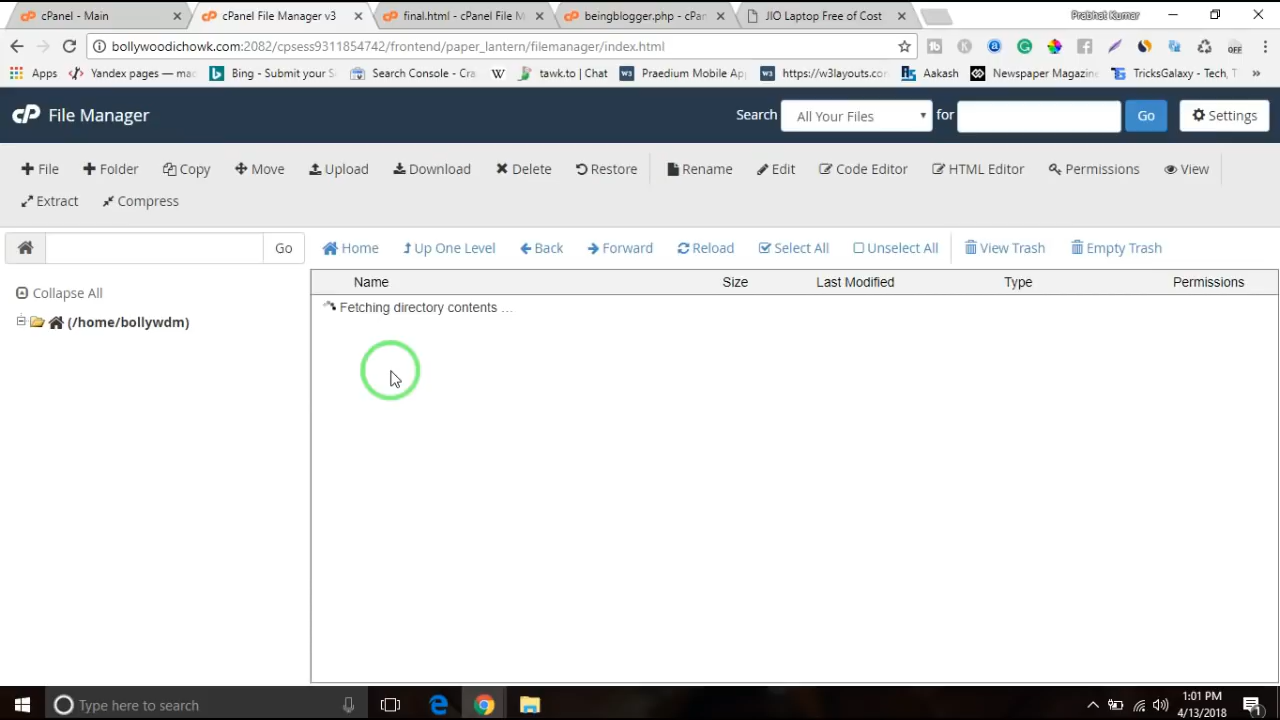 cPanel - Main
cPanel File Manager v3
final.html - cPanel File M
beingblogger.php - cPan
JIO Laptop Free of Cost
Prabhat Kumar
bollywoodichowk.com:2082/cpsess9311854742/frontend/paper_lantern/filemanager/index.html
Apps
Yandex pages — mac
Bing - Submit your S
Search Console - Cra
W
tawk.to | Chat
Praedium Mobile App
https://w3layouts.co
Aakash
Newspaper Magazine
TricksGalaxy - Tech, T
»
cP File Manager
Search
All Your Files
for
Go
Settings
File
Folder
Copy
Move
Upload
Download
Delete
Restore
Rename
Edit
Code Editor
HTML Editor
Permissions
View
Extract
Compress
Go
Home
Up One Level
Back
Forward
Reload
Select All
Unselect All
View Trash
Empty Trash
Collapse All
(/home/bollywdm)
Name
Size
Last Modified
Type
Permissions
Fetching directory contents ...
Type here to search
1:01 PM
4/13/2018
1